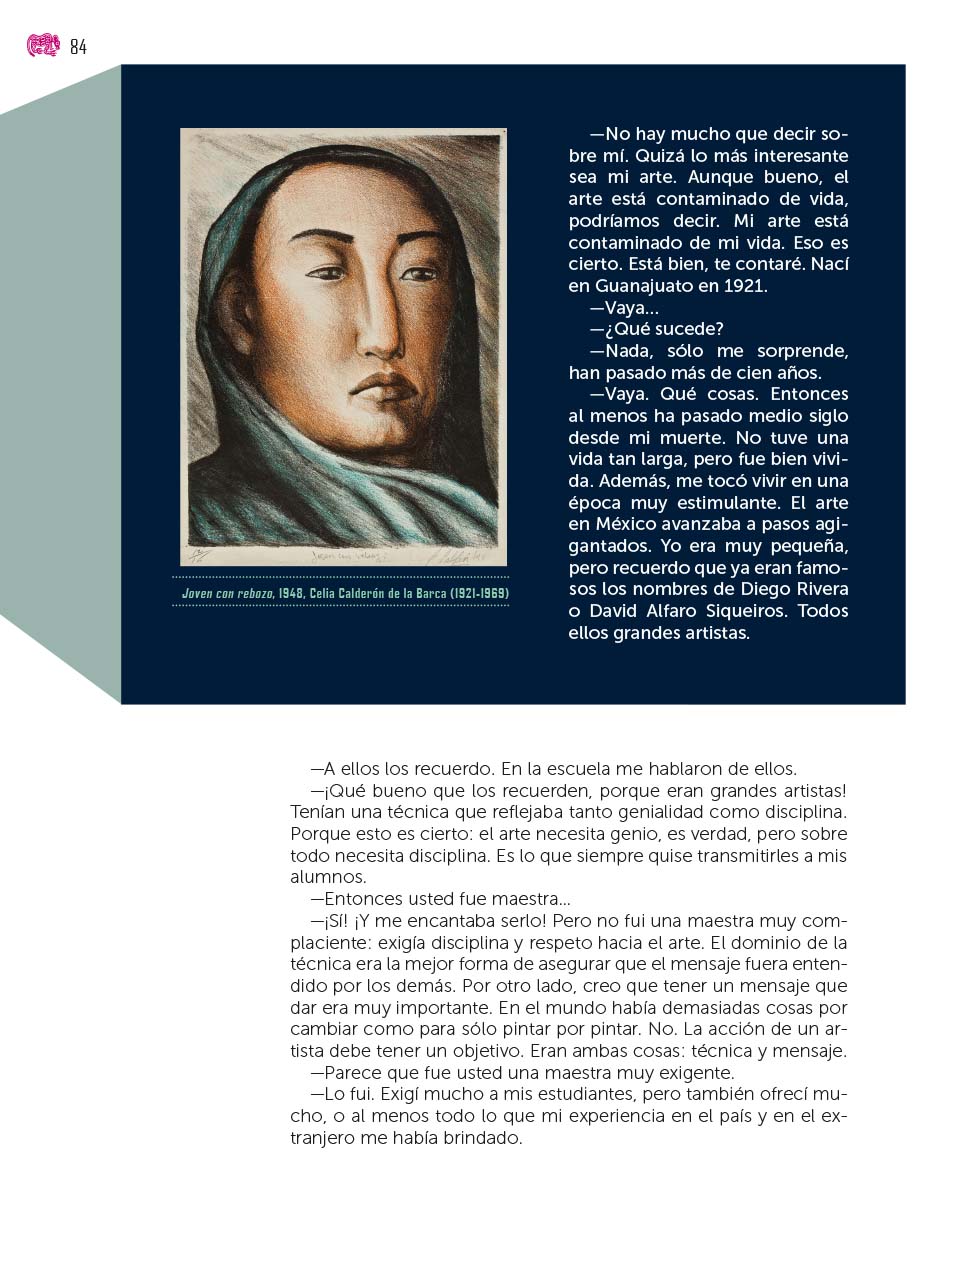 84
—No hay mucho que decir so-
bre mí. Quizá lo más interesante
sea mi arte. Aunque bueno, el
arte está contaminado de vida,
podríamos decir. Mi arte está
contaminado de mi vida. Eso es
cierto. Está bien, te contaré. Nací
en Guanajuato en 1921.
—Vaya...
—¿Qué sucede?
—Nada, sólo me sorprende,
han pasado más de cien años.
—Vaya. Qué cosas. Entonces
al menos ha pasado medio siglo
desde mi muerte. No tuve una
vida tan larga, pero fue bien vivi-
da. Además, me tocó vivir en una
época muy estimulante. El arte
en México avanzaba a pasos agi-
gantados. Yo era muy pequeña,
pero recuerdo que ya eran famo-
sos los nombres de Diego Rivera
o David Alfaro Siqueiros. Todos
ellos grandes artistas.
Joven con rebozo, 1948, Celia Calderón de la Barca (1921-1969)
—A ellos los recuerdo. En la escuela me hablaron de ellos.
—¡Qué bueno que los recuerden, porque eran grandes artistas!
Tenían una técnica que reflejaba tanto genialidad como disciplina.
Porque esto es cierto: el arte necesita genio, es verdad, pero sobre
todo necesita disciplina. Es lo que siempre quise transmitirles a mis
alumnos.
—Entonces usted fue maestra...
—¡Sí! ¡Y me encantaba serlo! Pero no fui una maestra muy com-
placiente: exigía disciplina y respeto hacia el arte. El dominio de la
técnica era la mejor forma de asegurar que el mensaje fuera enten-
dido por los demás. Por otro lado, creo que tener un mensaje que
dar era muy importante. En el mundo había demasiadas cosas por
cambiar como para sólo pintar por pintar. No. La acción de un ar-
tista debe tener un objetivo. Eran ambas cosas: técnica y mensaje.
—Parece que fue usted una maestra muy exigente.
—Lo fui. Exigí mucho a mis estudiantes, pero también ofrecí mu-
cho, o al menos todo lo que mi experiencia en el país y en el ex-
tranjero me había brindado.